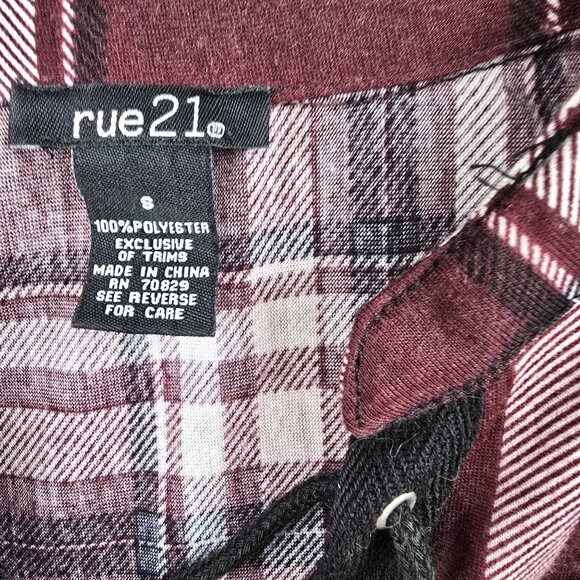 rue21
S
100%POLYESTER
EXCLUSIVE
OF TRIMS
MADE IN CHINA
RN 70829
SEE REVERSE
FOR CARE